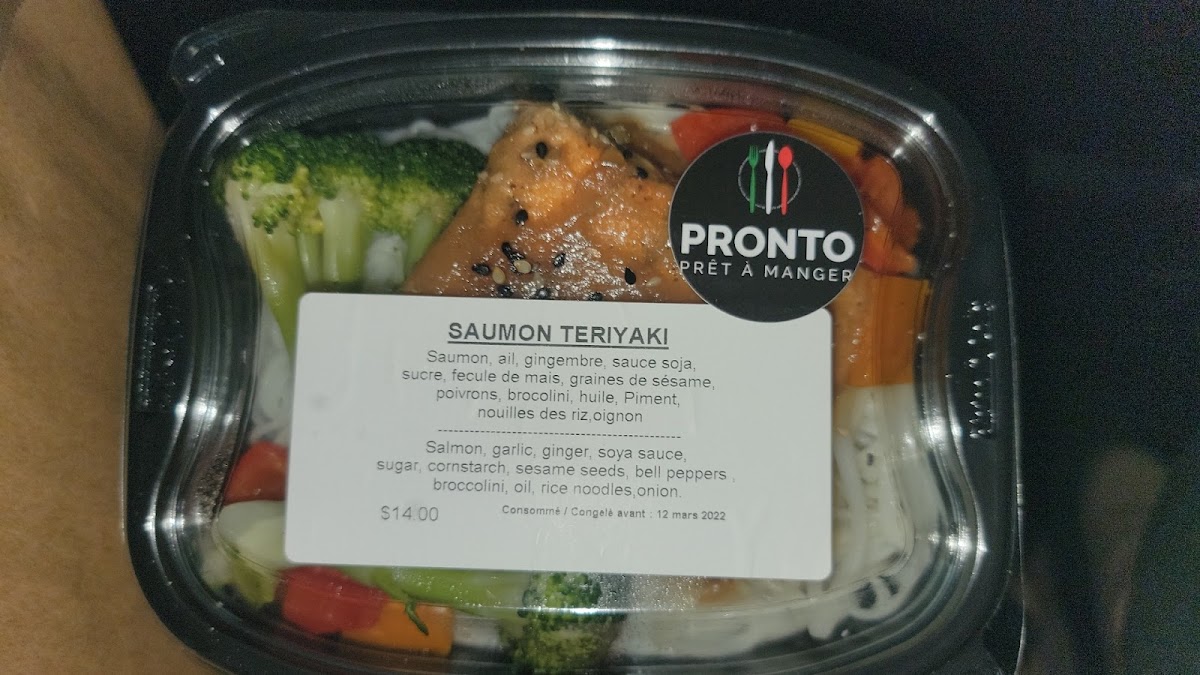 PRONTO
PRÊT À MANGER
SAUMON TERIYAKI
Saumon, ail, gingembre, sauce soja,
sucre, fecule de mais, graines de sésame,
poivrons, brocolini, huile, Piment,
nouilles des riz,oignon
-------------------------------------------
Salmon, garlic, ginger, soya sauce,
sugar, cornstarch, sesame seeds, bell peppers ,
broccolini, oil, rice noodles,onion.
$14.00
Consommé / Congelè avant : 12 mars 2022